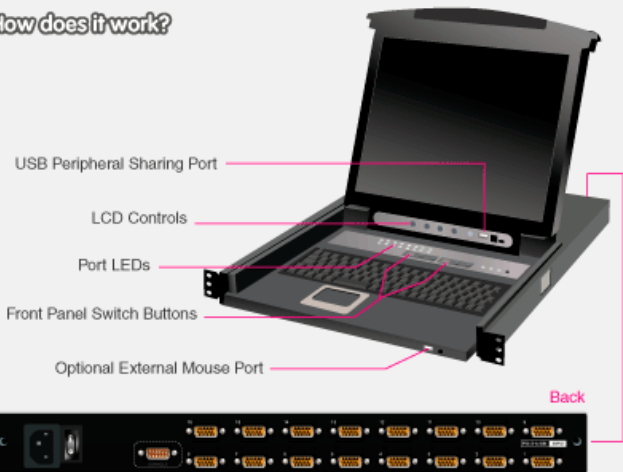 How does it work?
USB Peripheral Sharing Port
LCD Controls
Port LEDs
Front Panel Switch Buttons
Optional External Mouse Port
Back